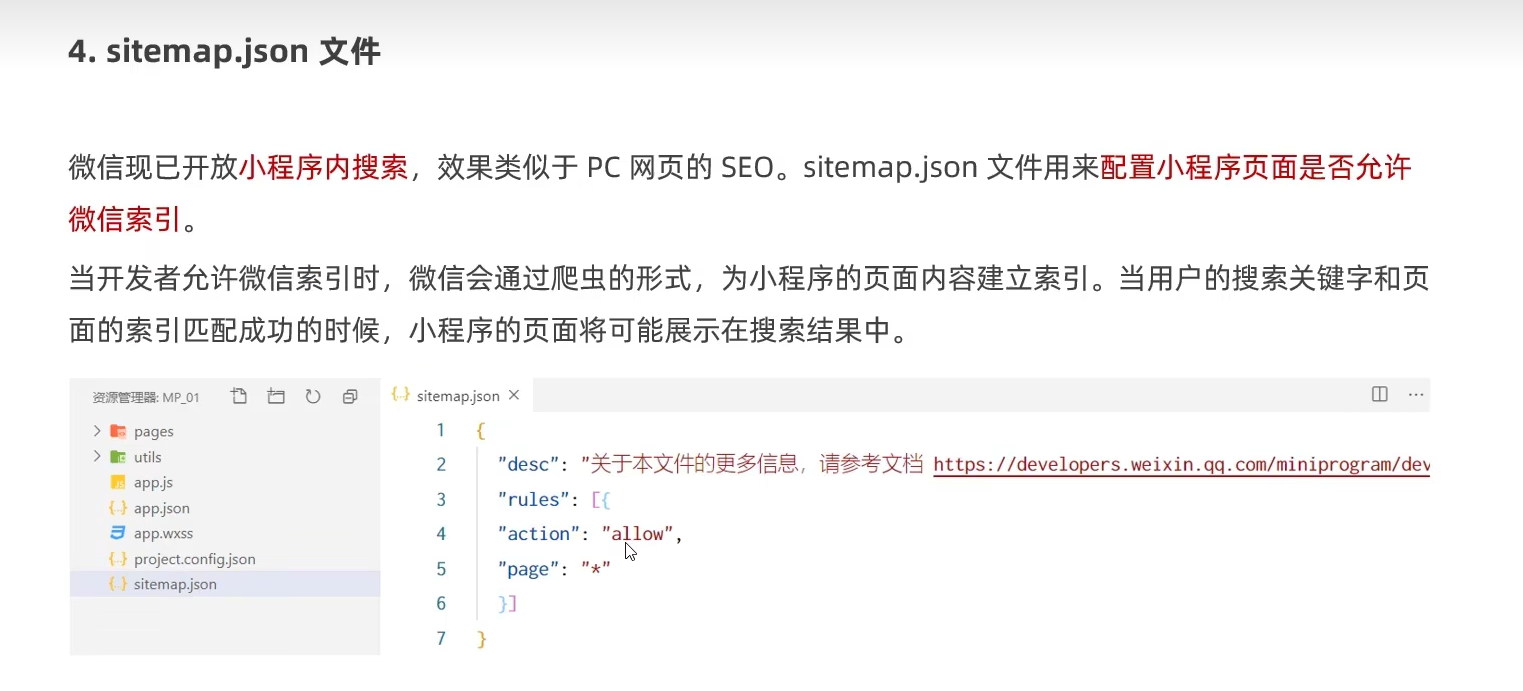 4. sitemap.json 文件
微信现已开放小程序内搜索，效果类似于 PC 网页的 SEO。sitemap.json 文件用来配置小程序页面是否允许
微信索引。
当开发者允许微信索引时，微信会通过爬虫的形式，为小程序的页面内容建立索引。当用户的搜索关键字和页
面的索引匹配成功的时候，小程序的页面将可能展示在搜索结果中。
资源管理器: MP_01
pages
utils
app.js
app.json
app.wxss
project.config.json
sitemap.json
sitemap.json
1 {
2 "desc": "关于本文件的更多信息，请参考文档 https://developers.weixin.qq.com/miniprogram/dev
3 "rules": [{
4 "action": "allow",
5 "page": "*"
6 }]
7 }